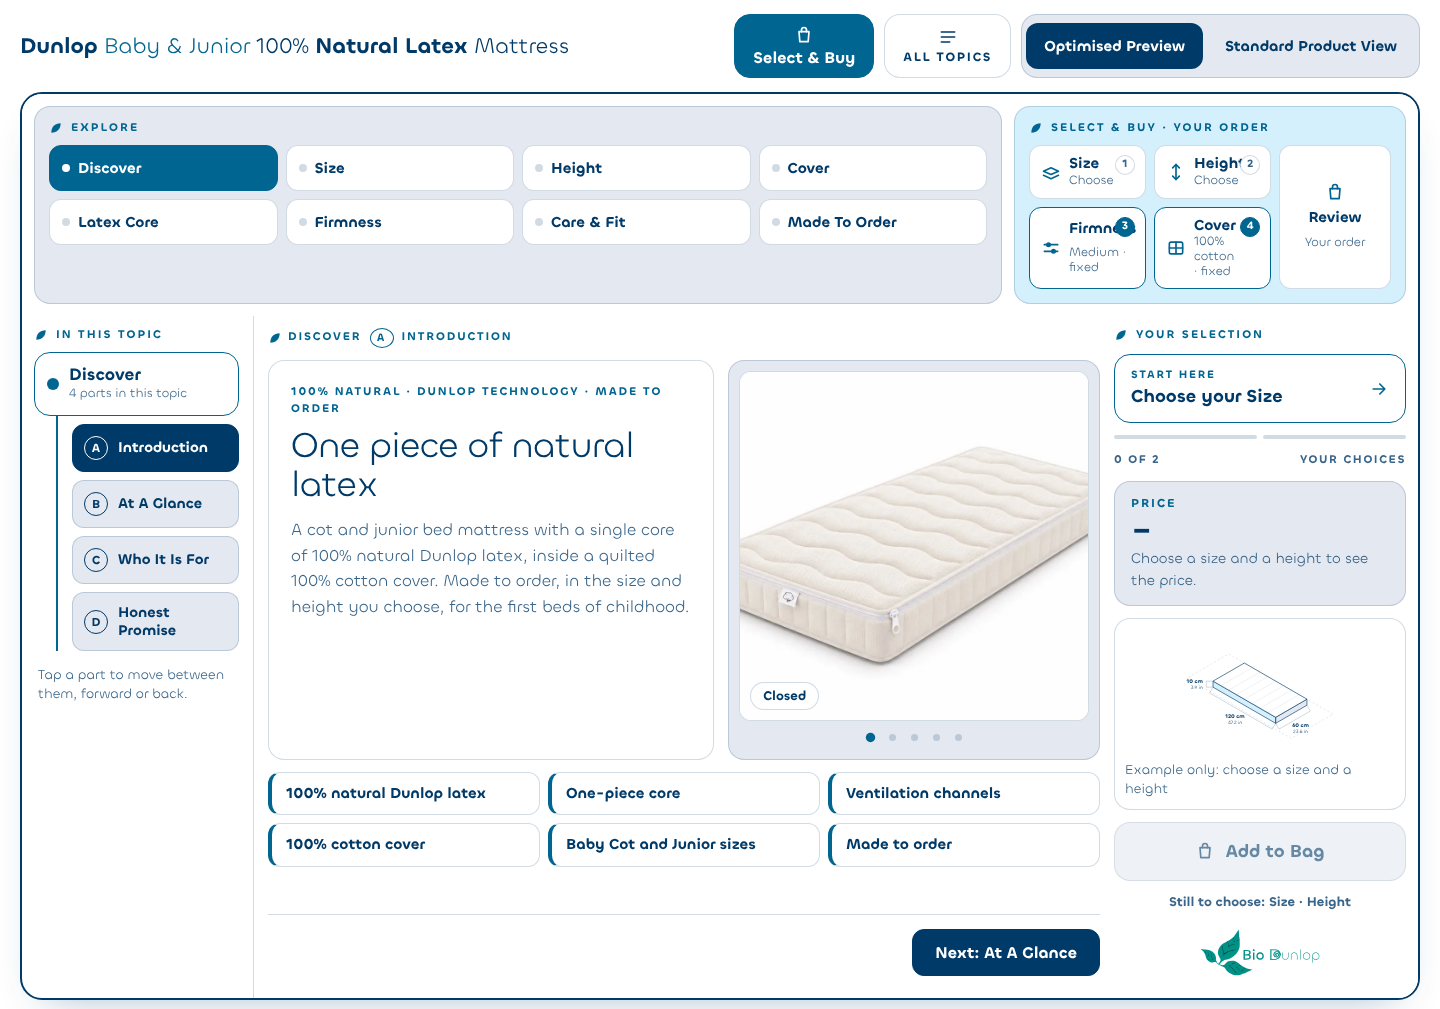 Dunlop Baby & Junior 100% Natural Latex Mattress
Select & Buy
ALL TOPICS
Optimised Preview
Standard Product View
EXPLORE
Discover
Size
Height
Cover
Latex Core
Firmness
Care & Fit
Made To Order
SELECT & BUY · YOUR ORDER
Size
1
Choose
Height
2
Choose
3
Medium ·
fixed
Cover
4
100%
cotton
· fixed
Review
Your order
IN THIS TOPIC
Discover
4 parts in this topic
A Introduction
B At A Glance
C Who It Is For
D Honest
Promise
Tap a part to move between
them, forward or back.
DISCOVER A INTRODUCTION
100% NATURAL · DUNLOP TECHNOLOGY · MADE TO
ORDER
One piece of natural
latex
A cot and junior bed mattress with a single core
of 100% natural Dunlop latex, inside a quilted
100% cotton cover. Made to order, in the size and
height you choose, for the first beds of childhood.
Closed
100% natural Dunlop latex
One-piece core
Ventilation channels
100% cotton cover
Baby Cot and Junior sizes
Made to order
Next: At A Glance
YOUR SELECTION
START HERE
Choose your Size
0 OF 2
YOUR CHOICES
PRICE
–
Choose a size and a height to see
the price.
10 cm
120 cm
60 cm
Example only: choose a size and a
height
Add to Bag
Still to choose: Size · Height
Bio Dunlop